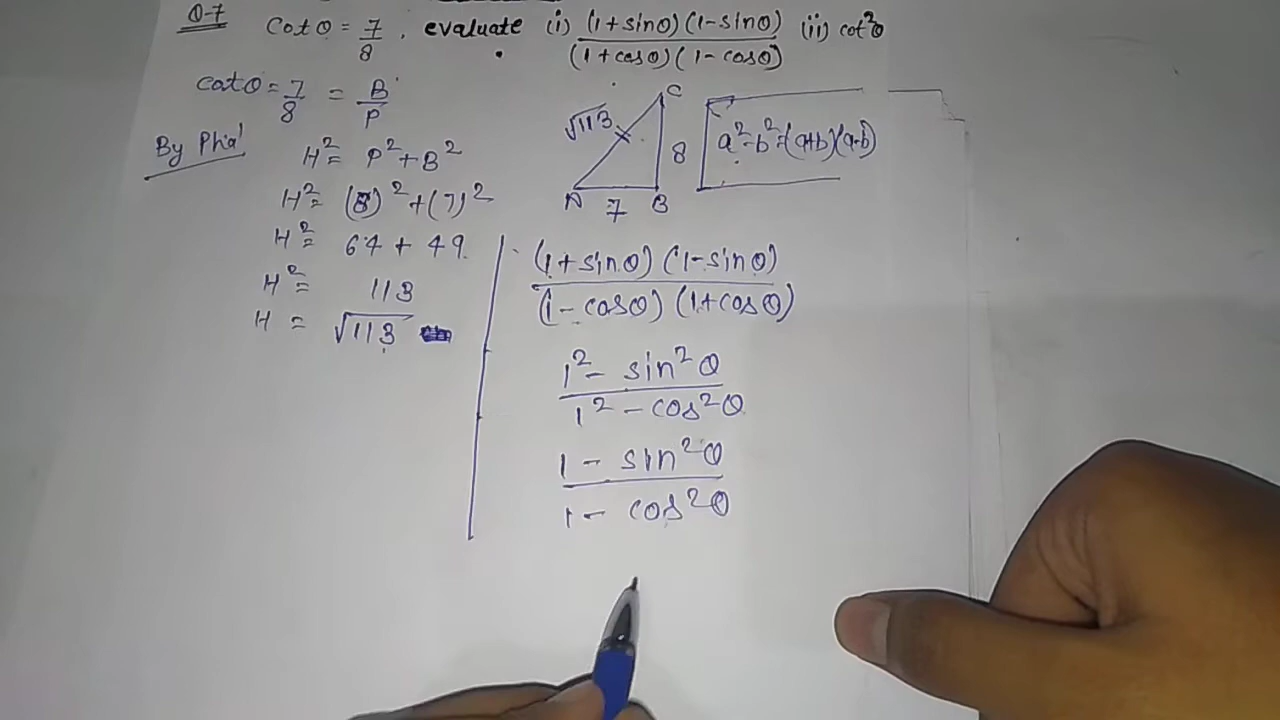 Q-7 Cot θ = 7/8, evaluate (i) (1+sinθ)(1-sinθ)/(1+cosθ)(1-cosθ) (ii) cot²θ
cotθ = 7/8 = B/P
By Pha'
H² = P²+B²
H² = (8)²+(7)²
H² = 64 + 49
H² = 113
H = √113
C
√113
8
A 7 B
a²-b²=(a+b)(a-b)
(1+sinθ)(1-sinθ)/(1-cosθ)(1+cosθ)
1²- sin²θ/1²-cos²θ
1 - sin²θ/1 - cos²θ